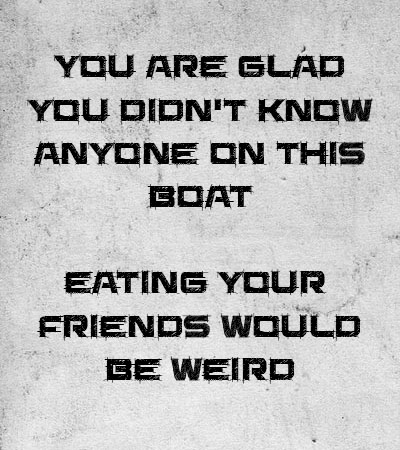 YOU ARE GLAD
YOU DIDN'T KNOW
ANYONE ON THIS
BOAT
EATING YOUR
FRIENDS WOULD
BE WEIRD